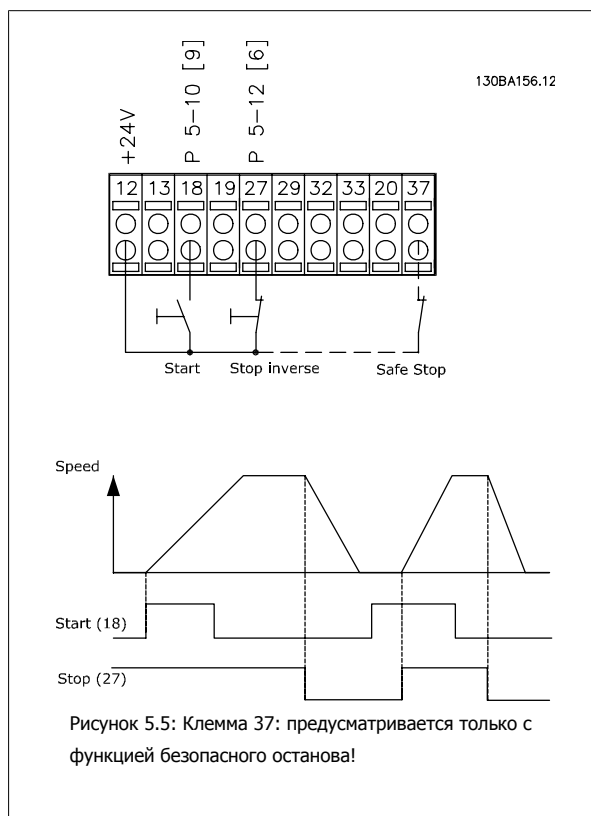 +24V
P 5-10 [9]
P 5-12 [6]
130BA156.12
12 13 18 19 27 29 32 33 20 37
Start
Stop inverse
Safe Stop
Speed
Start (18)
Stop (27)
Рисунок 5.5: Клемма 37: предусматривается только с
функцией безопасного останова!